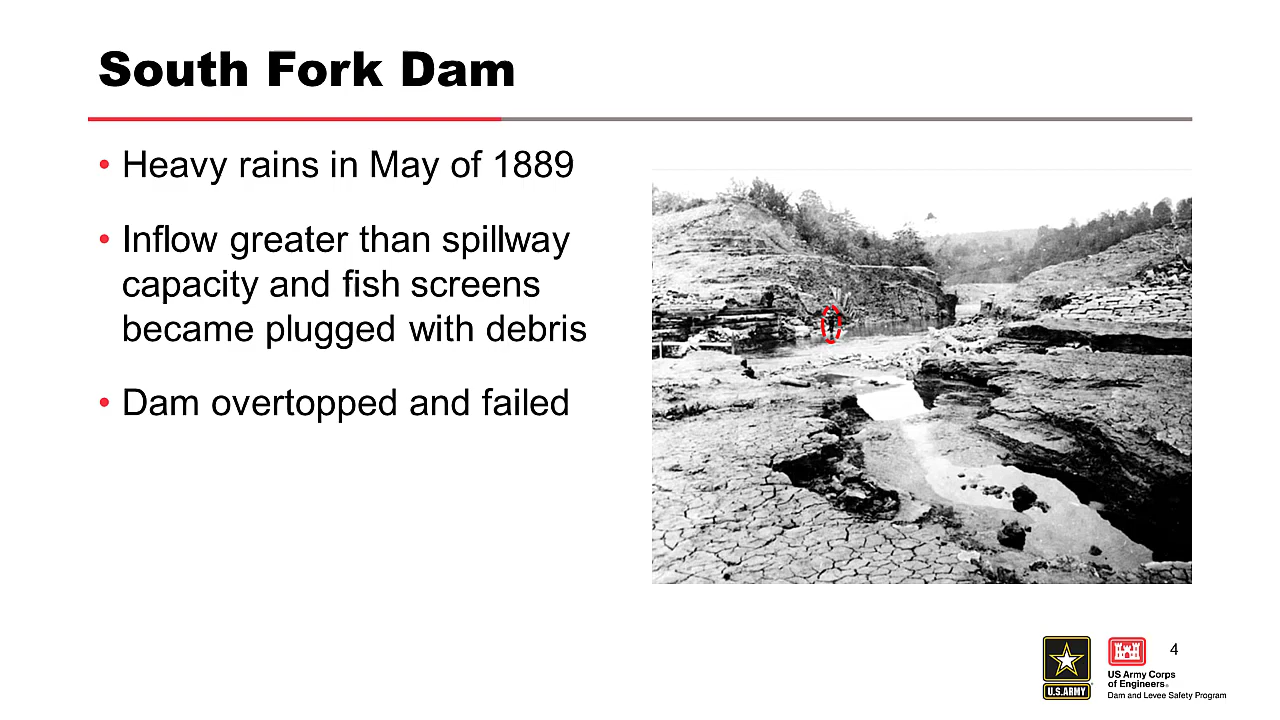 South Fork Dam
• Heavy rains in May of 1889
• Inflow greater than spillway
capacity and fish screens
became plugged with debris
• Dam overtopped and failed
U.S.ARMY
US Army Corps
of Engineers®
Dam and Levee Safety Program
4